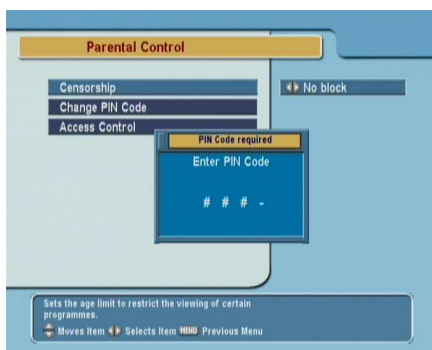 Parental Control
Censorship
No block
Change PIN Code
Access Control
PIN Code required
Enter PIN Code
# # # -
Sets the age limit to restrict the viewing of certain
programmes.
Moves Item Selects Item MENU Previous Menu